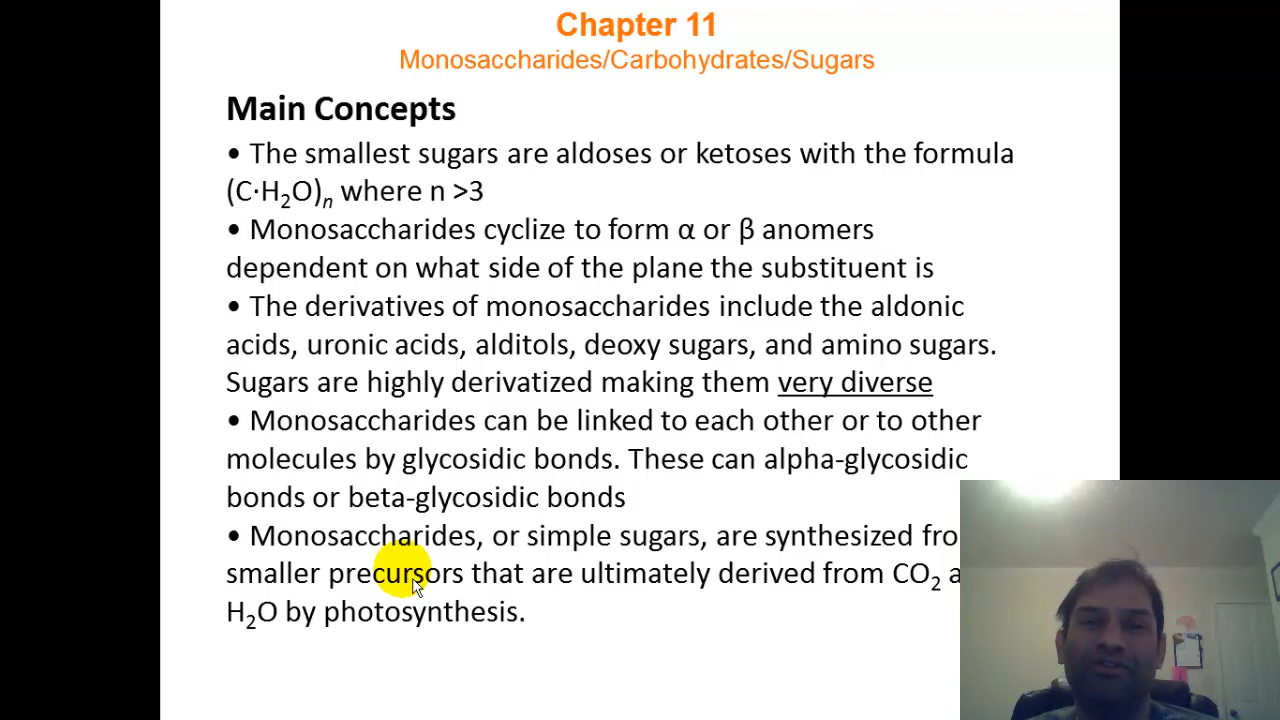 Chapter 11
Monosaccharides/Carbohydrates/Sugars
Main Concepts
• The smallest sugars are aldoses or ketoses with the formula
(C·H₂O)ₙ where n >3
• Monosaccharides cyclize to form α or β anomers
dependent on what side of the plane the substituent is
• The derivatives of monosaccharides include the aldonic
acids, uronic acids, alditols, deoxy sugars, and amino sugars.
Sugars are highly derivatized making them very diverse
• Monosaccharides can be linked to each other or to other
molecules by glycosidic bonds. These can alpha-glycosidic
bonds or beta-glycosidic bonds
• Monosaccharides, or simple sugars, are synthesized fro
smaller precursors that are ultimately derived from CO₂ a
H₂O by photosynthesis.